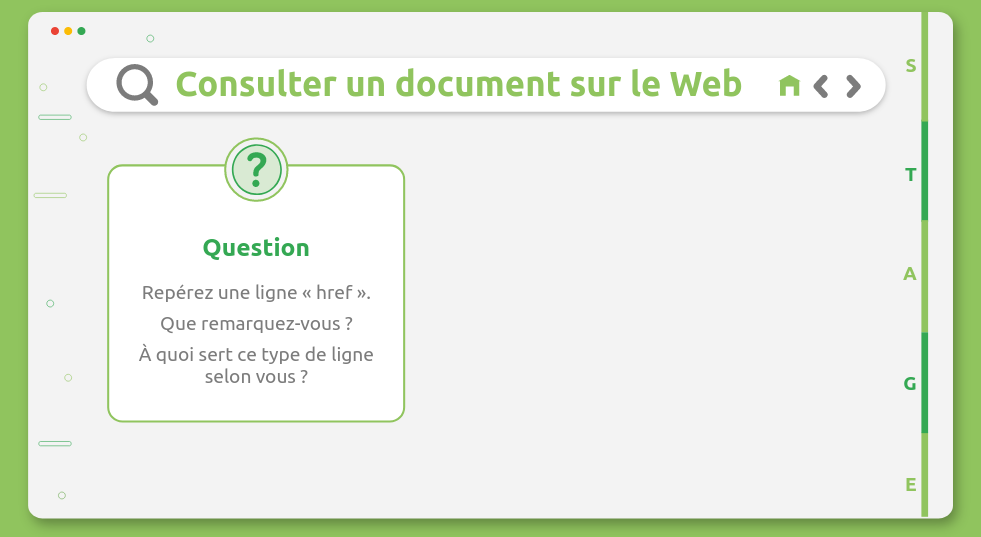 Consulter un document sur le Web
?
Question
Repérez une ligne « href ».
Que remarquez-vous ?
À quoi sert ce type de ligne
selon vous ?
S
T
A
G
E